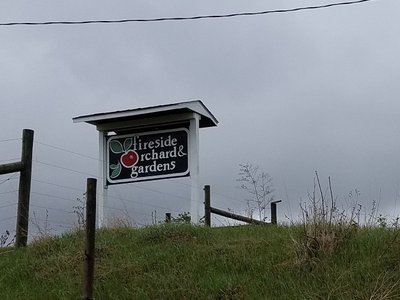 fireside
orchard &
gardens